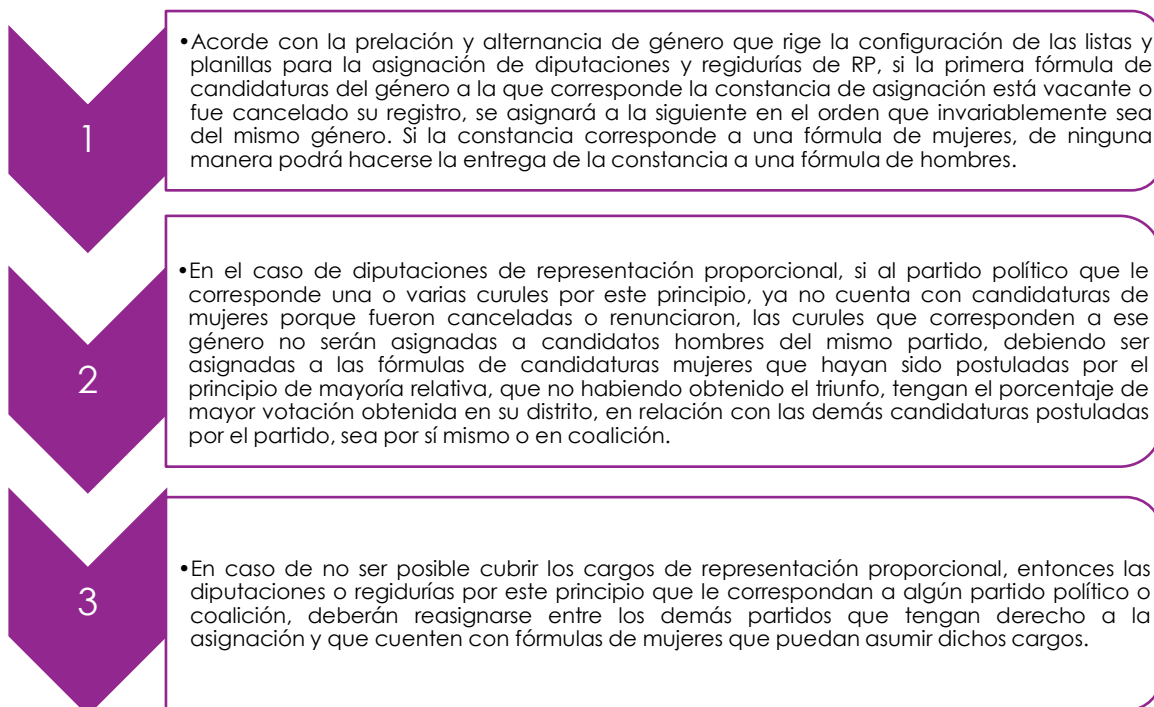 1
•Acorde con la prelación y alternancia de género que rige la configuración de las listas y
planillas para la asignación de diputaciones y regidurías de RP, si la primera fórmula de
candidaturas del género a la que corresponde la constancia de asignación está vacante o
fue cancelado su registro, se asignará a la siguiente en el orden que invariablemente sea
del mismo género. Si la constancia corresponde a una fórmula de mujeres, de ninguna
manera podrá hacerse la entrega de la constancia a una fórmula de hombres.
2
•En el caso de diputaciones de representación proporcional, si al partido político que le
corresponde una o varias curules por este principio, ya no cuenta con candidaturas de
mujeres porque fueron canceladas o renunciaron, las curules que corresponden a ese
género no serán asignadas a candidatos hombres del mismo partido, debiendo ser
asignadas a las fórmulas de candidaturas mujeres que hayan sido postuladas por el
principio de mayoría relativa, que no habiendo obtenido el triunfo, tengan el porcentaje de
mayor votación obtenida en su distrito, en relación con las demás candidaturas postuladas
por el partido, sea por sí mismo o en coalición.
3
•En caso de no ser posible cubrir los cargos de representación proporcional, entonces las
diputaciones o regidurías por este principio que le correspondan a algún partido político o
coalición, deberán reasignarse entre los demás partidos que tengan derecho a la
asignación y que cuenten con fórmulas de mujeres que puedan asumir dichos cargos.